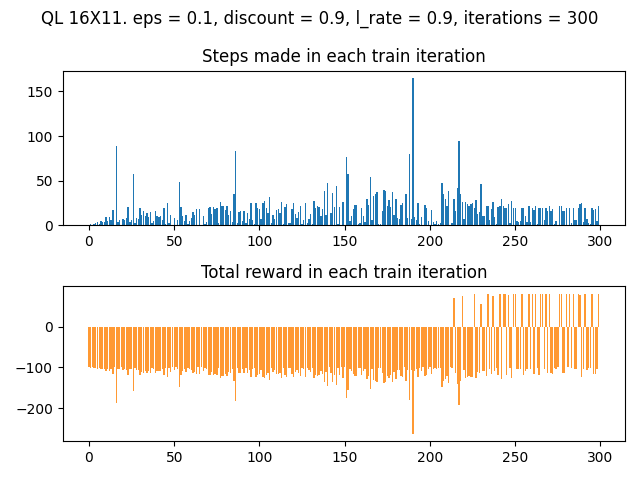 QL 16X11. eps = 0.1, discount = 0.9, l_rate = 0.9, iterations = 300
Steps made in each train iteration
150
100
50
0
0 50 100 150 200 250 300
Total reward in each train iteration
0
−100
−200
0 50 100 150 200 250 300